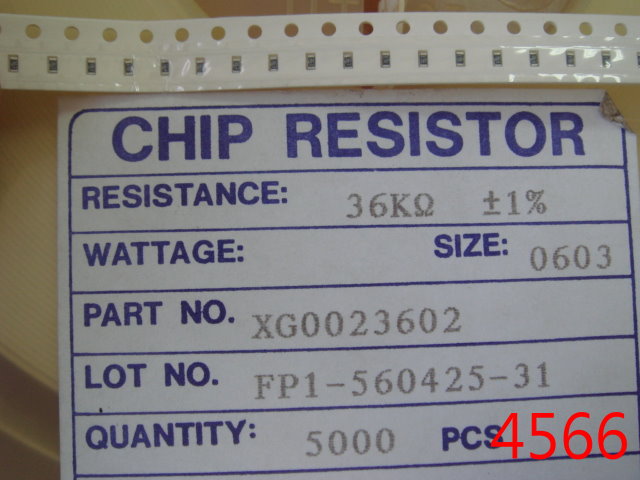 CHIP RESISTOR
RESISTANCE: 36KΩ ±1%
WATTAGE: SIZE: 0603
PART NO. XG0023602
LOT NO. FP1-560425-31
QUANTITY: 5000 PCS 4566